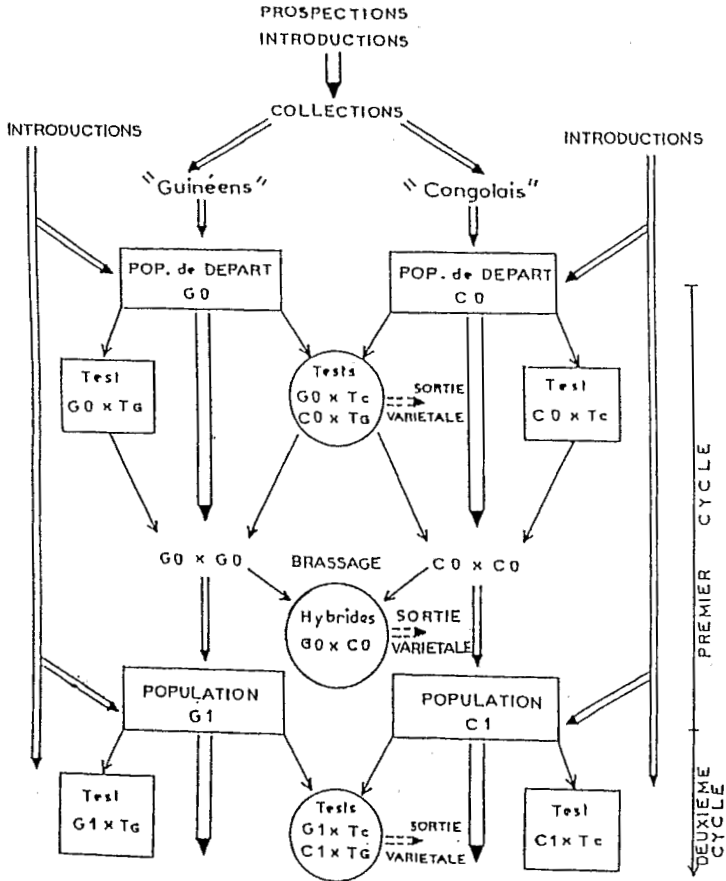 PROSPECTIONS
INTRODUCTIONS
COLLECTIONS
INTRODUCTIONS
INTRODUCTIONS
"Guinéens"
"Congolais"
POP. de DEPART
G0
POP. de DEPART
C0
Test
G0 x TG
Tests
G0 x Tc
C0 x TG
SORTIE
VARIETALE
Test
C0 x Tc
G0 x G0
BRASSAGE
C0 x C0
Hybrides
G0 x C0
SORTIE
VARIETALE
PREMIER CYCLE
POPULATION
G1
POPULATION
C1
Test
G1 x TG
Tests
G1 x Tc
C1 x TG
SORTIE
VARIETALE
Test
C1 x Tc
DEUXIEME
CYCLE